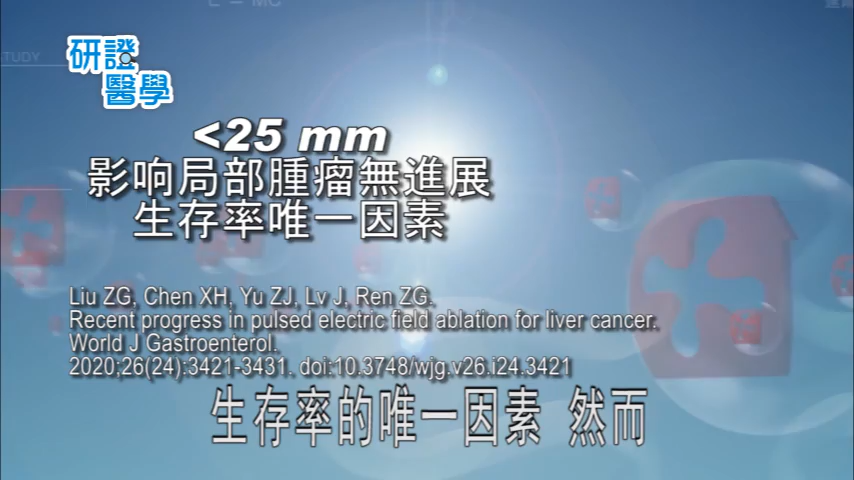 STUDY
研證
醫學
<25 mm
影响局部腫瘤無進展
生存率唯一因素
Liu ZG, Chen XH, Yu ZJ, Lv J, Ren ZG.
Recent progress in pulsed electric field ablation for liver cancer.
World J Gastroenterol.
2020;26(24):3421-3431. doi:10.3748/wjg.v26.i24.3421
生存率的唯一因素 然而